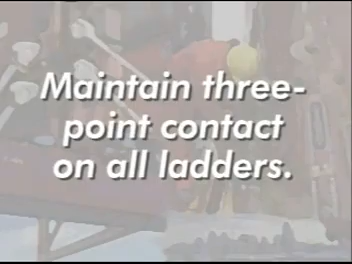 Maintain three-
point contact
on all ladders.